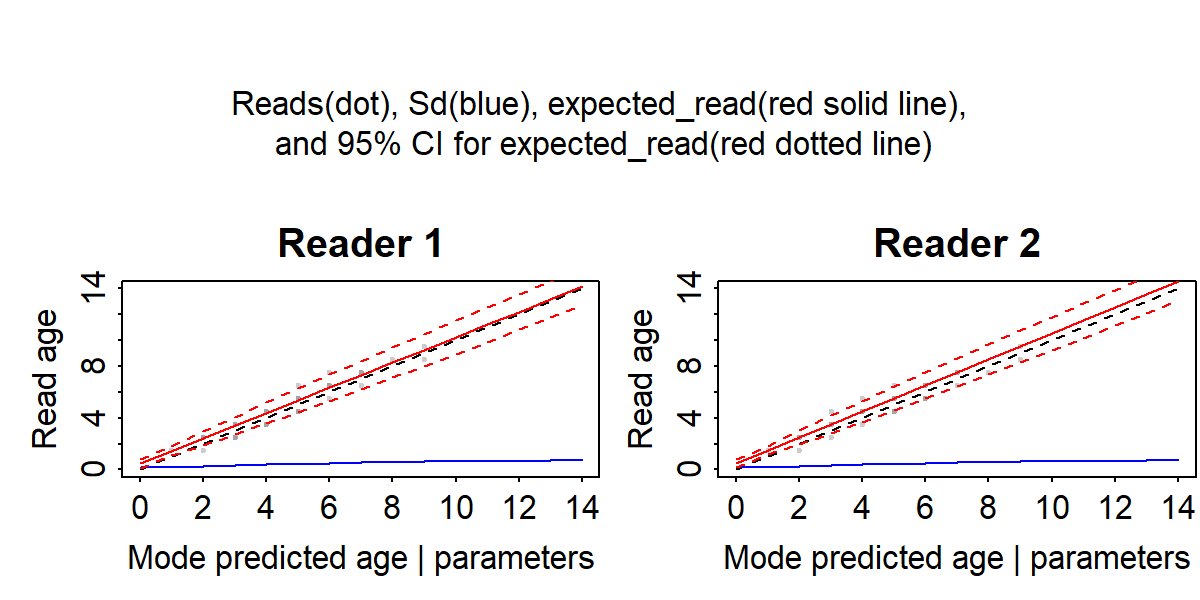 Reads(dot), Sd(blue), expected_read(red solid line),
and 95% CI for expected_read(red dotted line)
Reader 1
Read age
0 4 8 14
0 2 4 6 8 10 12 14
Mode predicted age | parameters
Reader 2
Read age
0 4 8 14
0 2 4 6 8 10 12 14
Mode predicted age | parameters